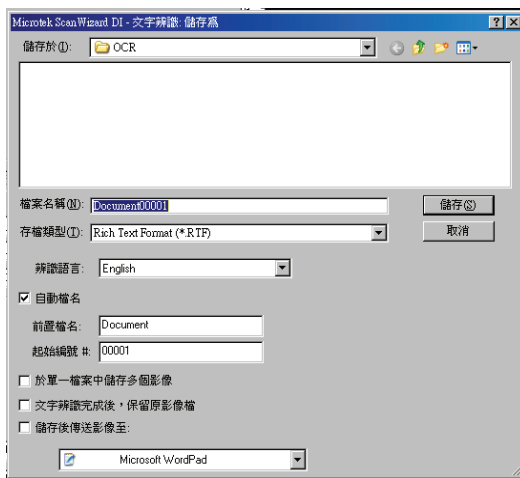 Microtek ScanWizard DI - 文字辨識: 儲存為
儲存於(I): OCR
檔案名稱(N): Document00001 儲存(S)
存檔類型(T): Rich Text Format (*.RTF) 取消
辨識語言: English
自動檔名
前置檔名: Document
起始編號 #: 00001
於單一檔案中儲存多個影像
文字辨識完成後,保留原影像檔
儲存後傳送影像至:
Microsoft WordPad